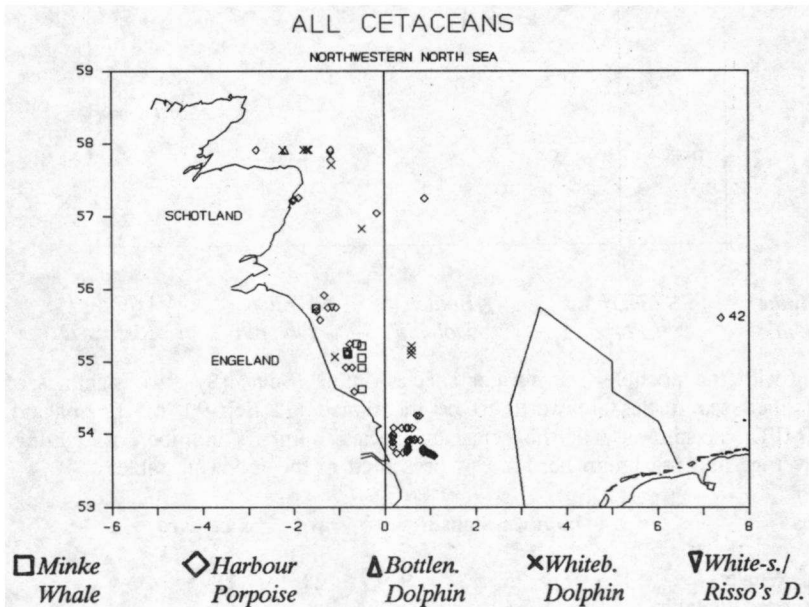 ALL CETACEANS
NORTHWESTERN NORTH SEA
59
58
57
SCHOTLAND
56
42
55
ENGELAND
54
53
-6 -4 -2 0 2 4 6 8
Minke Whale
Harbour Porpoise
Bottlen. Dolphin
Whiteb. Dolphin
White-s./ Risso's D.